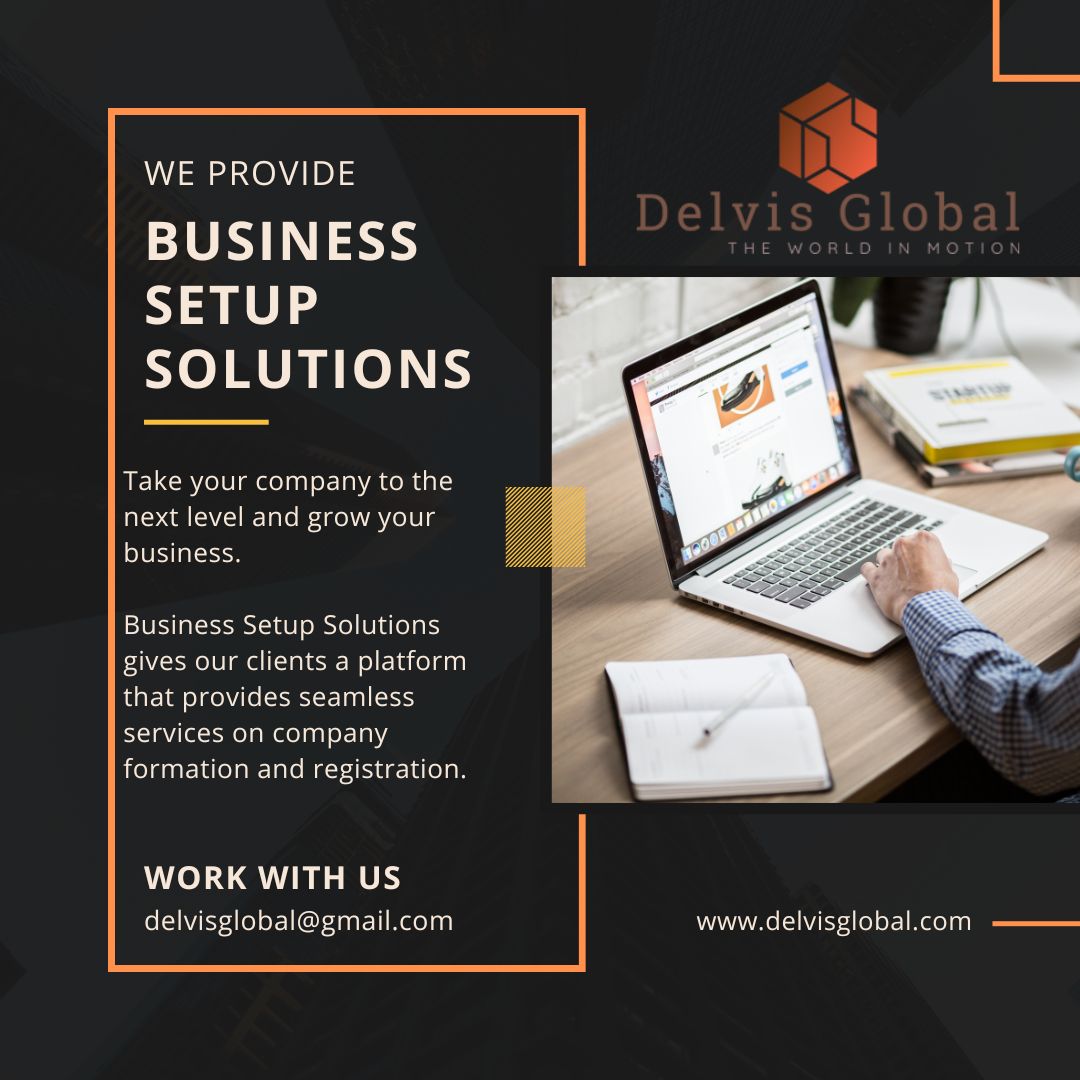 WE PROVIDE
BUSINESS
SETUP
SOLUTIONS
Take your company to the
next level and grow your
business.
Business Setup Solutions
gives our clients a platform
that provides seamless
services on company
formation and registration.
WORK WITH US
delvisglobal@gmail.com
Delvis Global
THE WORLD IN MOTION
STARTUP
www.delvisglobal.com